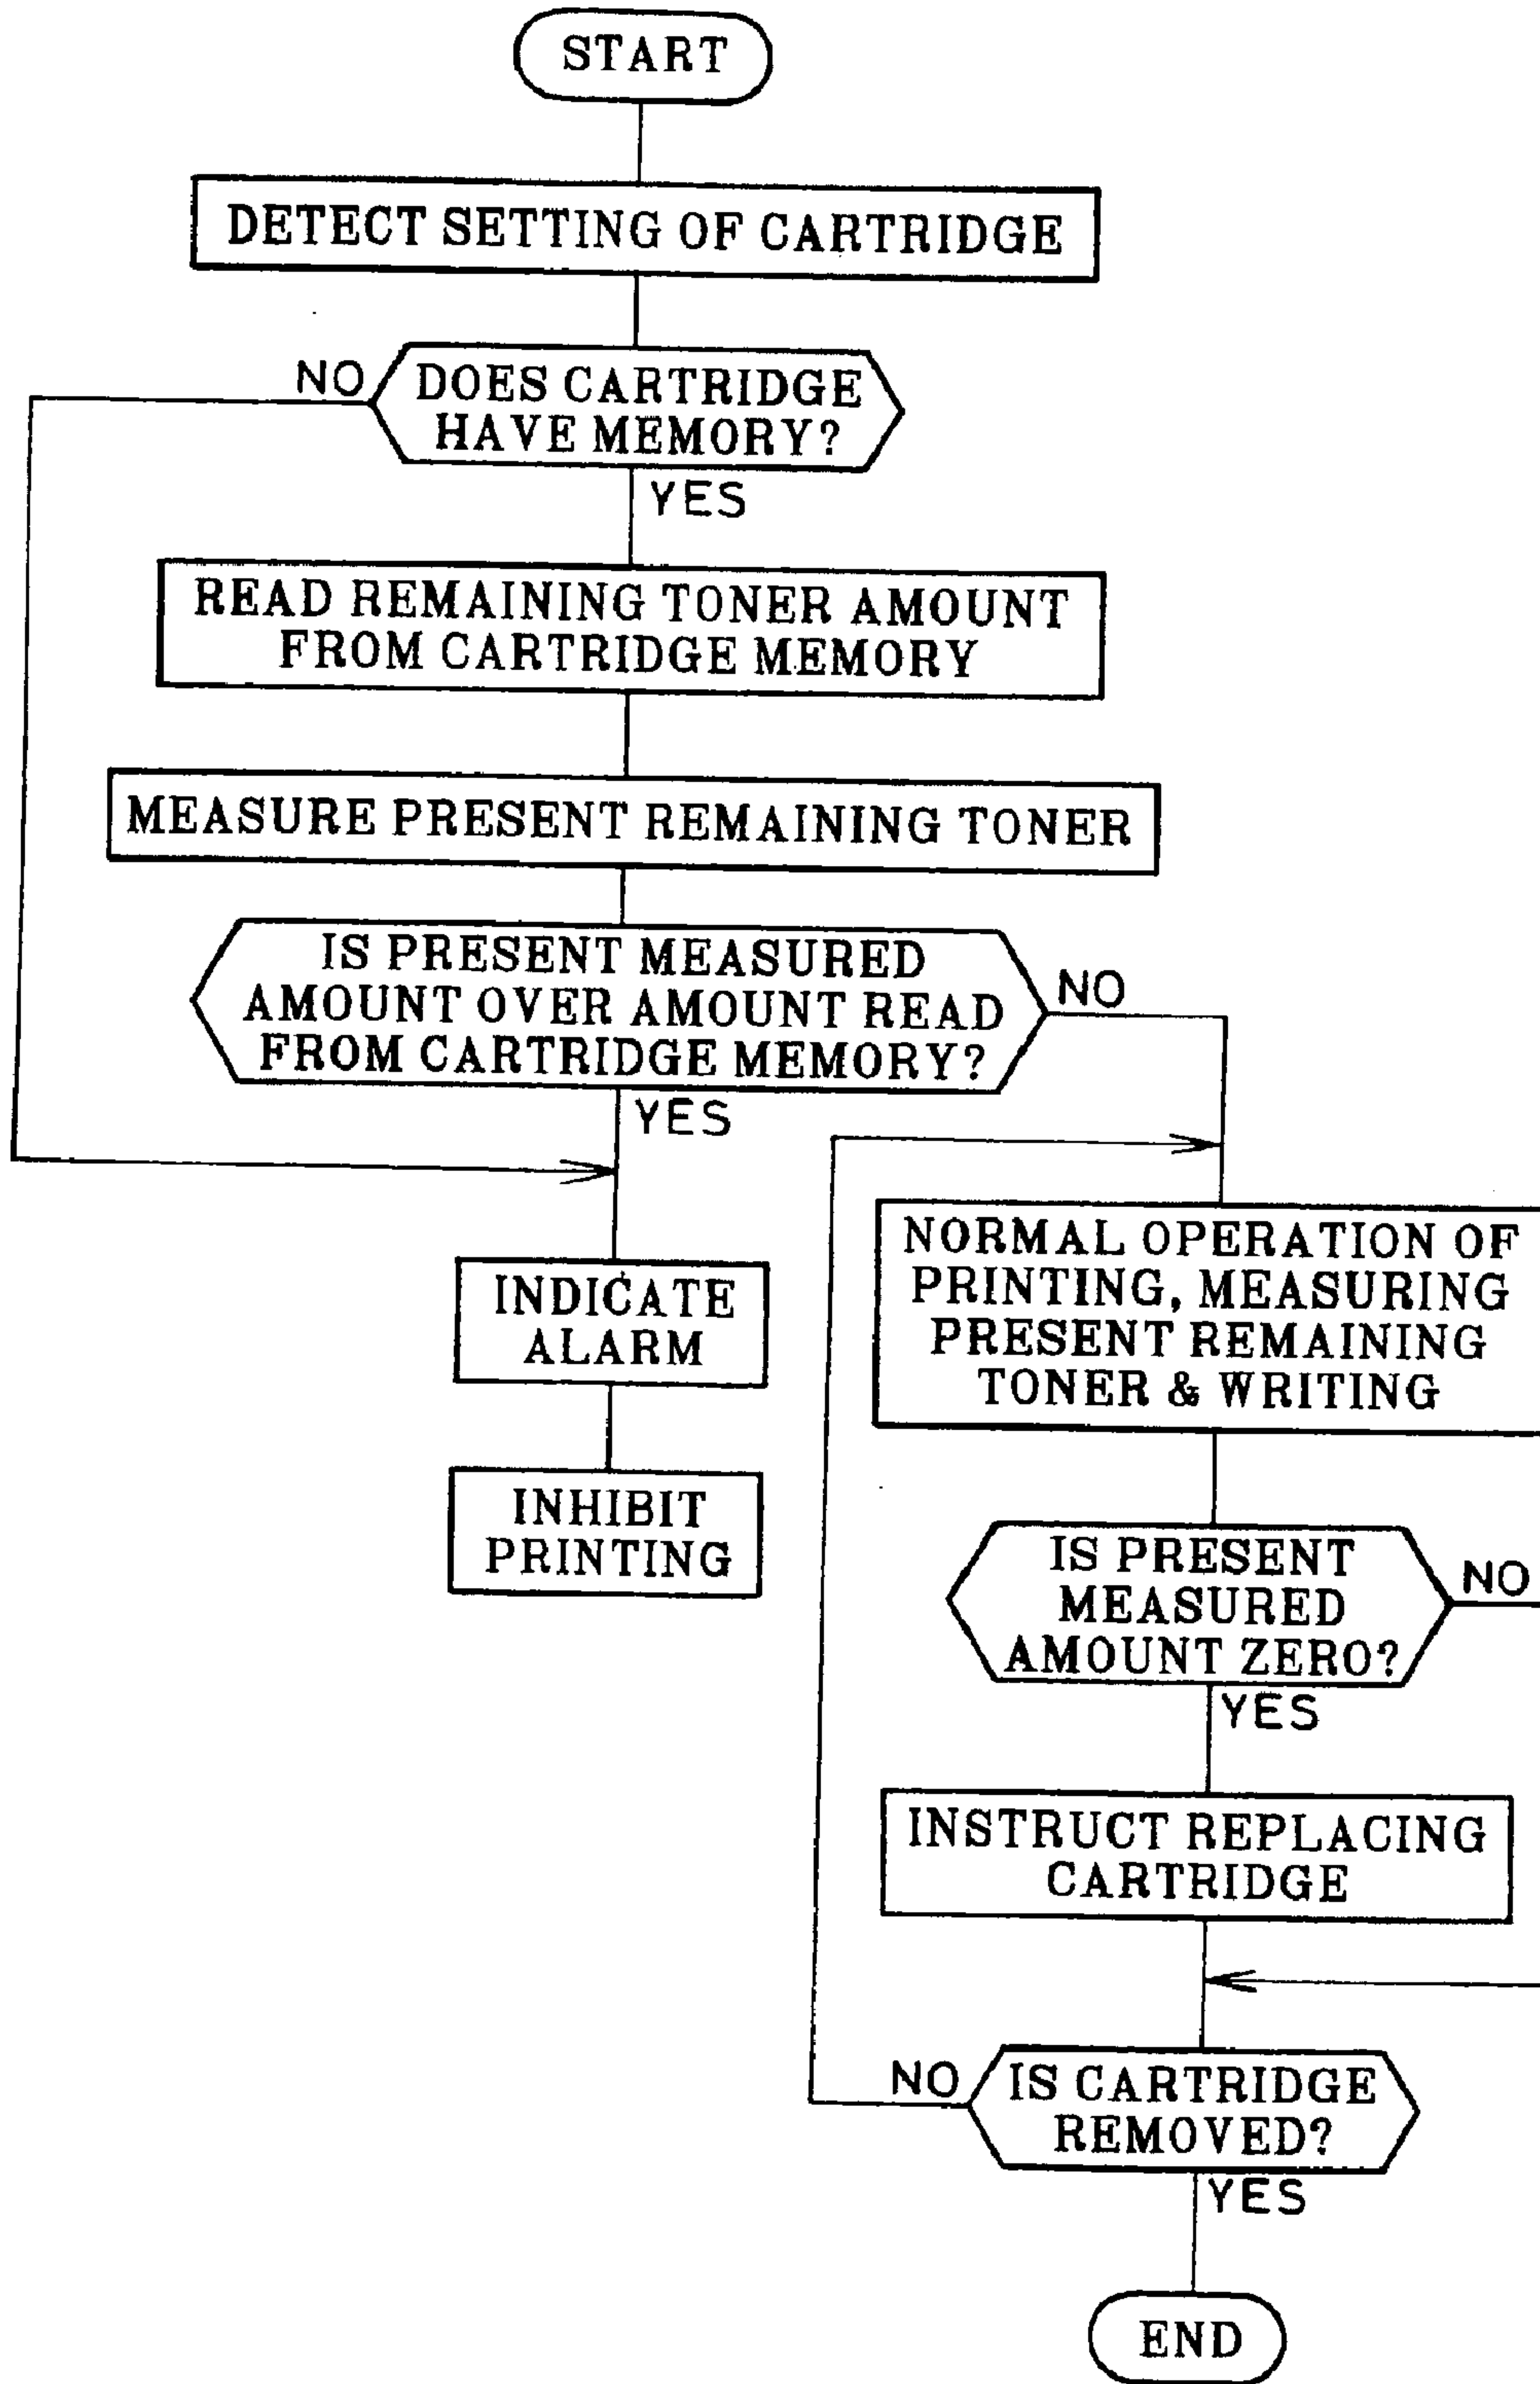 START
DETECT SETTING OF CARTRIDGE
NO
DOES CARTRIDGE
HAVE MEMORY?
YES
READ REMAINING TONER AMOUNT
FROM CARTRIDGE MEMORY
MEASURE PRESENT REMAINING TONER
IS PRESENT MEASURED
AMOUNT OVER AMOUNT READ
FROM CARTRIDGE MEMORY?
NO
YES
INDICATE
ALARM
INHIBIT
PRINTING
NORMAL OPERATION OF
PRINTING, MEASURING
PRESENT REMAINING
TONER & WRITING
IS PRESENT
MEASURED
AMOUNT ZERO?
NO
YES
INSTRUCT REPLACING
CARTRIDGE
NO
IS CARTRIDGE
REMOVED?
YES
END